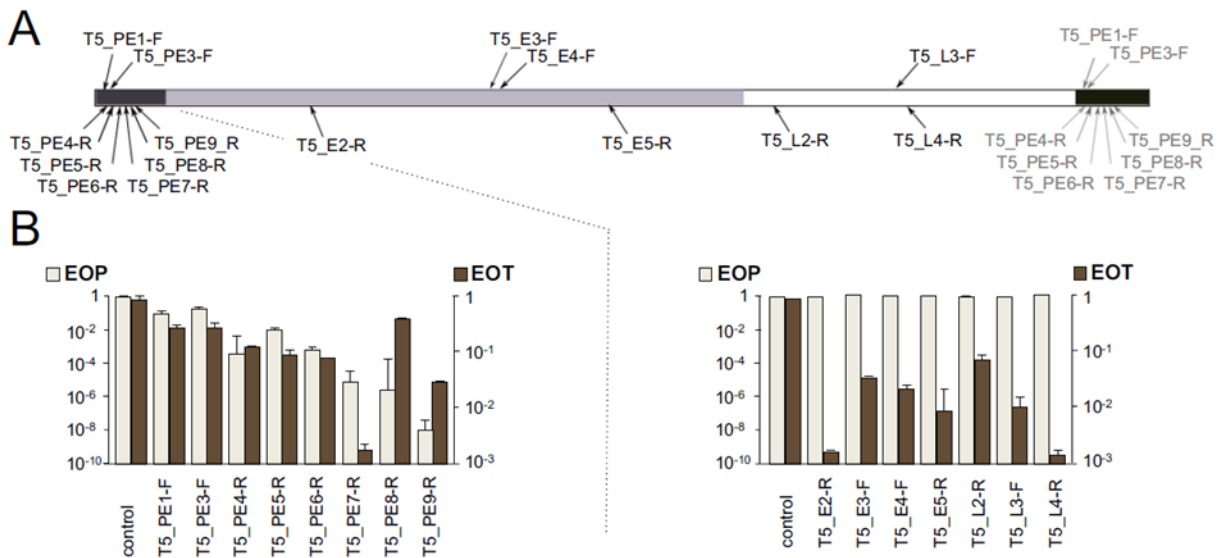 A
T5_PE1-F
T5_PE3-F
T5_E3-F
T5_E4-F
T5_L3-F
T5_PE1-F
T5_PE3-F
T5_PE4-R
T5_PE9_R
T5_PE5-R
T5_PE8-R
T5_PE6-R
T5_PE7-R
T5_E2-R
T5_E5-R
T5_L2-R
T5_L4-R
T5_PE4-R
T5_PE9_R
T5_PE5-R
T5_PE8-R
T5_PE6-R
T5_PE7-R
B
EOP
EOT
1
10⁻²
10⁻⁴
10⁻⁶
10⁻⁸
10⁻¹⁰
1
10⁻¹
10⁻²
10⁻³
control
T5_PE1-F
T5_PE3-F
T5_PE4-R
T5_PE5-R
T5_PE6-R
T5_PE7-R
T5_PE8-R
T5_PE9-R
EOP
EOT
1
10⁻²
10⁻⁴
10⁻⁶
10⁻⁸
10⁻¹⁰
1
10⁻¹
10⁻²
10⁻³
control
T5_E2-R
T5_E3-F
T5_E4-F
T5_E5-R
T5_L2-R
T5_L3-F
T5_L4-R